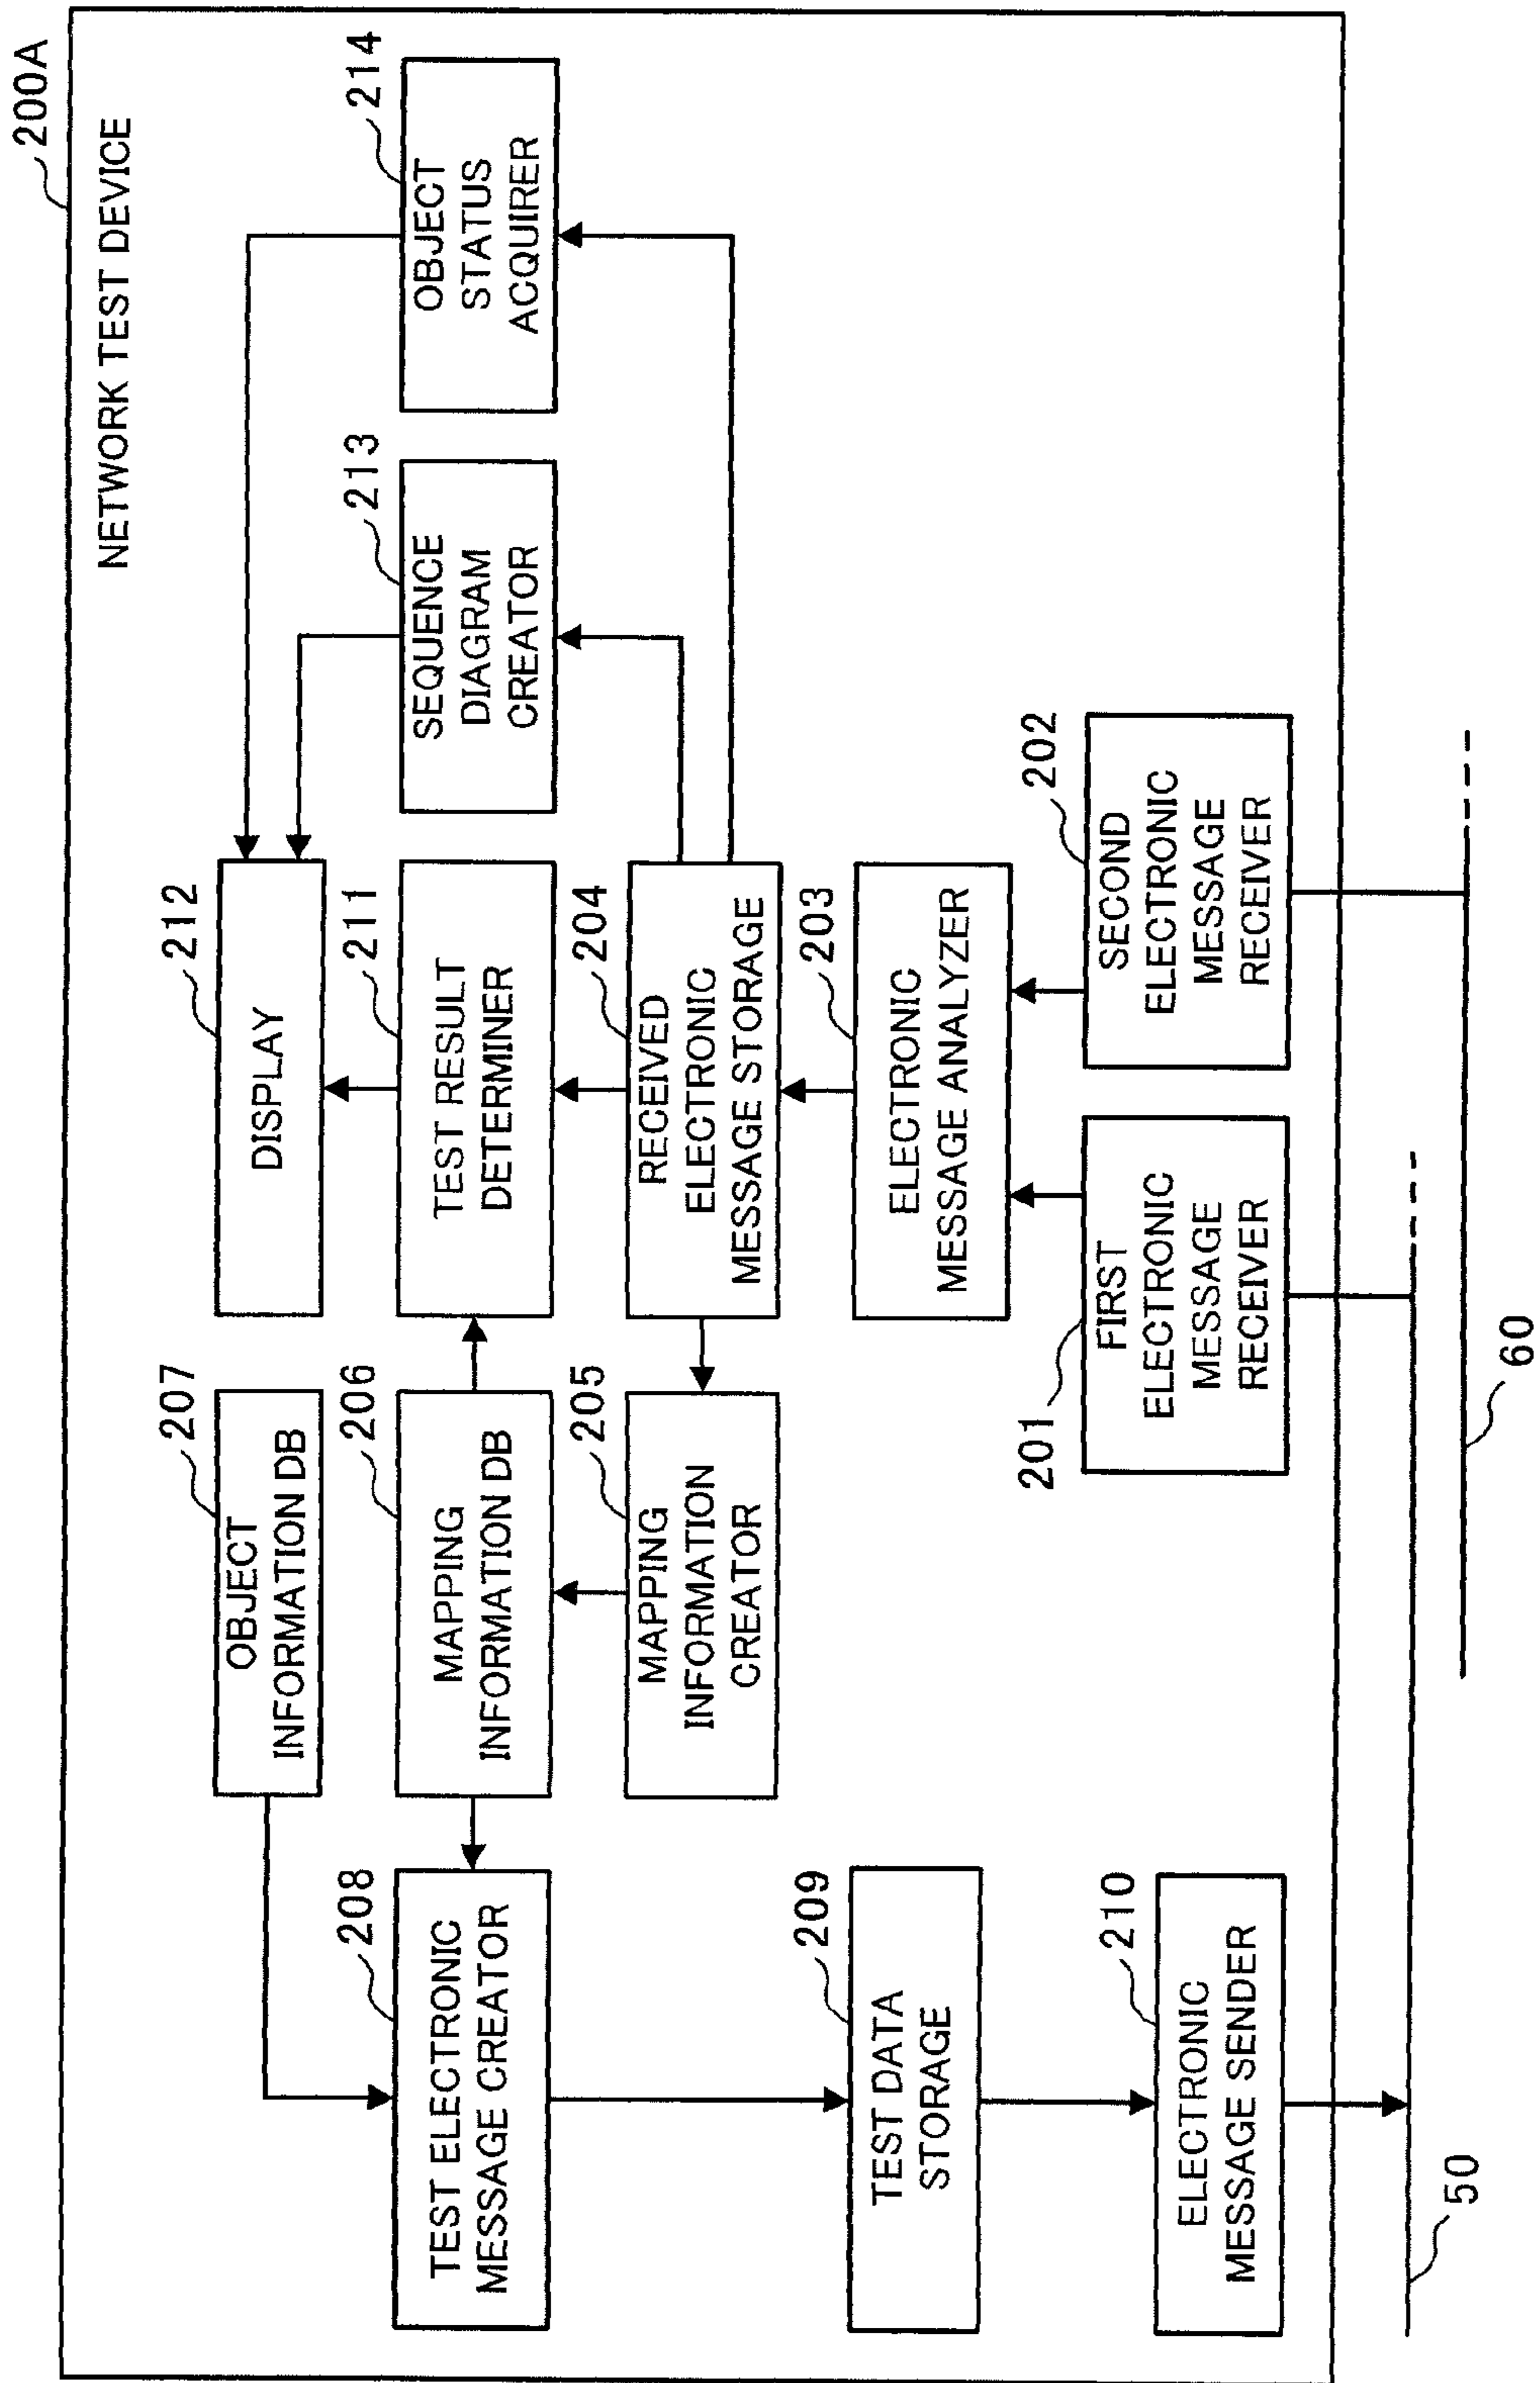 200A
NETWORK TEST DEVICE
207
OBJECT
INFORMATION DB
212
DISPLAY
208
TEST ELECTRONIC
MESSAGE CREATOR
206
MAPPING
INFORMATION DB
211
TEST RESULT
DETERMINER
213
SEQUENCE
DIAGRAM
CREATOR
214
OBJECT
STATUS
ACQUIRER
205
MAPPING
INFORMATION
CREATOR
204
RECEIVED
ELECTRONIC
MESSAGE STORAGE
209
TEST DATA
STORAGE
203
ELECTRONIC
MESSAGE ANALYZER
210
ELECTRONIC
MESSAGE SENDER
201
FIRST
ELECTRONIC
MESSAGE
RECEIVER
202
SECOND
ELECTRONIC
MESSAGE
RECEIVER
50
60